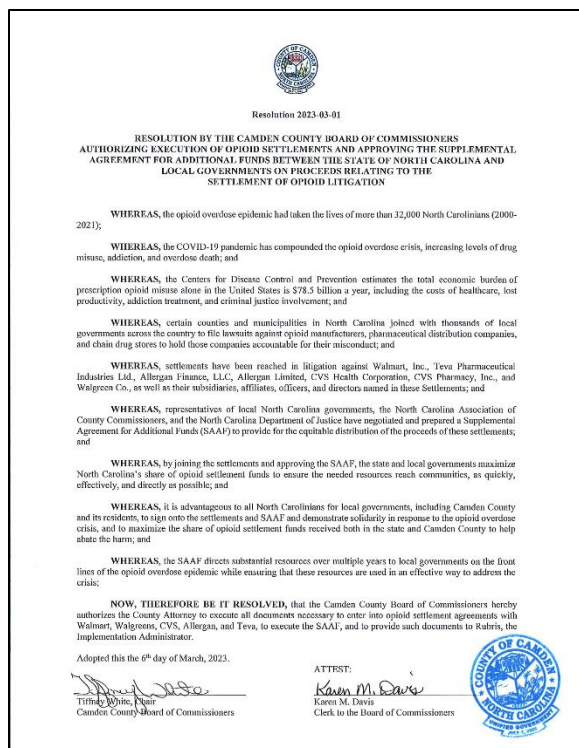 COUNTY OF CAMDEN
NORTH CAROLINA
Resolution 2023-03-01
RESOLUTION BY THE CAMDEN COUNTY BOARD OF COMMISSIONERS
AUTHORIZING EXECUTION OF OPIOID SETTLEMENTS AND APPROVING THE SUPPLEMENTAL
AGREEMENT FOR ADDITIONAL FUNDS BETWEEN THE STATE OF NORTH CAROLINA AND
LOCAL GOVERNMENTS ON PROCEEDS RELATING TO THE
SETTLEMENT OF OPIOID LITIGATION
WHEREAS, the opioid overdose epidemic had taken the lives of more than 32,000 North Carolinians (2000-
2021);
WHEREAS, the COVID-19 pandemic has compounded the opioid overdose crisis, increasing levels of drug
misuse, addiction, and overdose death; and
WHEREAS, the Centers for Disease Control and Prevention estimates the total economic burden of
prescription opioid misuse alone in the United States is $78.5 billion a year, including the costs of healthcare, lost
productivity, addiction treatment, and criminal justice involvement; and
WHEREAS, certain counties and municipalities in North Carolina joined with thousands of local
governments across the country to file lawsuits against opioid manufacturers, pharmaceutical distribution companies,
and chain drug stores to hold those companies accountable for their misconduct; and
WHEREAS, settlements have been reached in litigation against Walmart, Inc., Teva Pharmaceutical
Industries Ltd., Allergan Finance, LLC, Allergan Limited, CVS Health Corporation, CVS Pharmacy, Inc., and
Walgreen Co., as well as their subsidiaries, affiliates, officers, and directors named in these Settlements; and
WHEREAS, representatives of local North Carolina governments, the North Carolina Association of
County Commissioners, and the North Carolina Department of Justice have negotiated and prepared a Supplemental
Agreement for Additional Funds (SAAF) to provide for the equitable distribution of the proceeds of these settlements;
and
WHEREAS, by joining the settlements and approving the SAAF, the state and local governments maximize
North Carolina's share of opioid settlement funds to ensure the needed resources reach communities, as quickly,
effectively, and directly as possible; and
WHEREAS, it is advantageous to all North Carolinians for local governments, including Camden County
and its residents, to sign onto the settlements and SAAF and demonstrate solidarity in response to the opioid overdose
crisis, and to maximize the share of opioid settlement funds received both in the state and Camden County to help
abate the harm; and
WHEREAS, the SAAF directs substantial resources over multiple years to local governments on the front
lines of the opioid overdose epidemic while ensuring that these resources are used in an effective way to address the
crisis;
NOW, THEREFORE BE IT RESOLVED, that the Camden County Board of Commissioners hereby
authorizes the County Attorney to execute all documents necessary to enter into opioid settlement agreements with
Walmart, Walgreens, CVS, Allergan, and Teva, to execute the SAAF, and to provide such documents to Rubris, the
Implementation Administrator.
Adopted this the 6th day of March, 2023.
Tiffney White, Chair
Camden County Board of Commissioners
ATTEST:
Karen M. Davis
Karen M. Davis
Clerk to the Board of Commissioners
COUNTY OF CAMDEN
NORTH CAROLINA